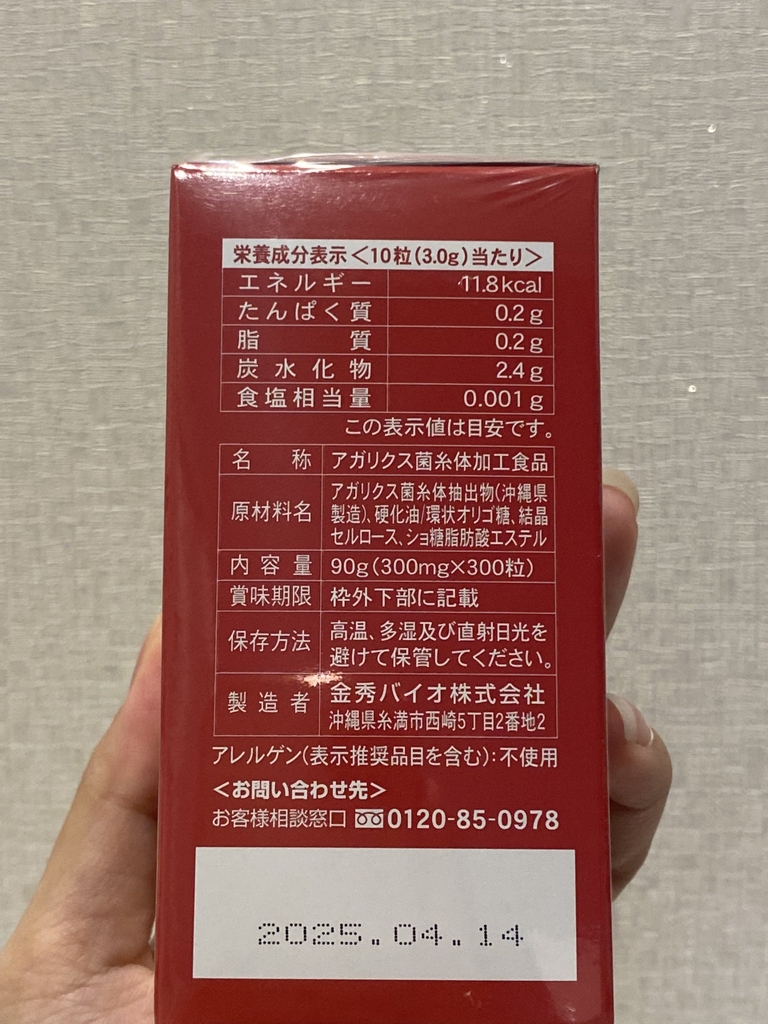 栄養成分表示<10粒(3.0g)当たり>
エネルギー 11.8kcal
たんぱく質 0.2g
脂質 0.2g
炭水化物 2.4g
食塩相当量 0.001g
この表示値は目安です。
名称 アガリクス菌糸体加工食品
原材料名 アガリクス菌糸体抽出物(沖縄県
製造)、硬化油/環状オリゴ糖、結晶
セルロース、ショ糖脂肪酸エステル
内容量 90g(300mg×300粒)
賞味期限 枠外下部に記載
保存方法 高温、多湿及び直射日光を
避けて保管してください。
製造者 金秀バイオ株式会社
沖縄県糸満市西崎5丁目2番地2
アレルゲン(表示推奨品目を含む):不使用
<お問い合わせ先>
お客様相談窓口 0120-85-0978
2025.04.14